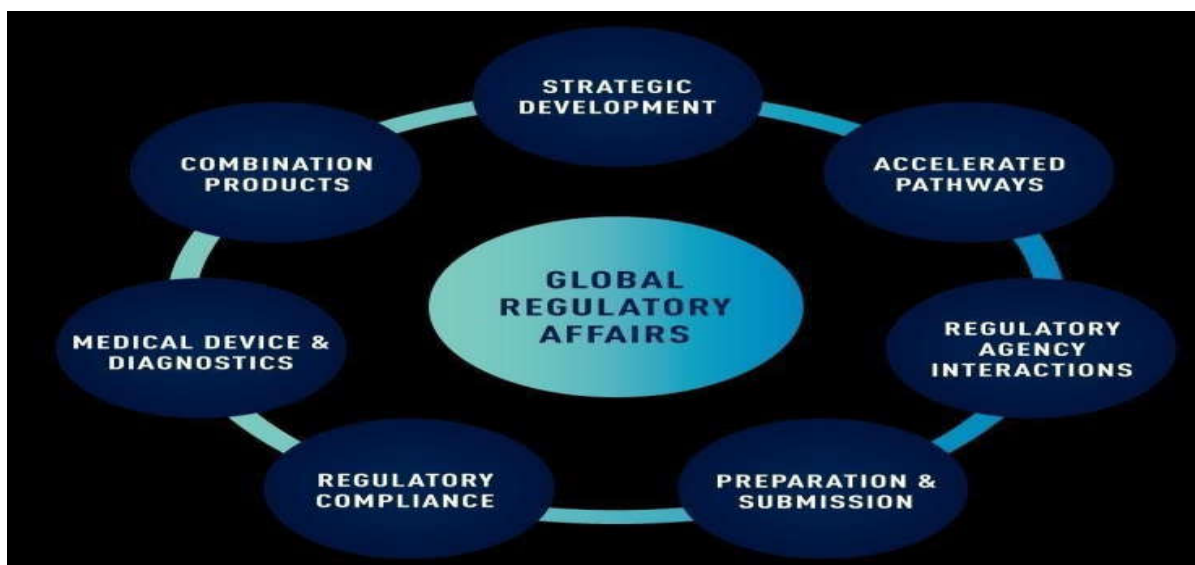 STRATEGIC
DEVELOPMENT
ACCELERATED
PATHWAYS
REGULATORY
AGENCY
INTERACTIONS
PREPARATION &
SUBMISSION
REGULATORY
COMPLIANCE
MEDICAL DEVICE &
DIAGNOSTICS
COMBINATION
PRODUCTS
GLOBAL
REGULATORY
AFFAIRS